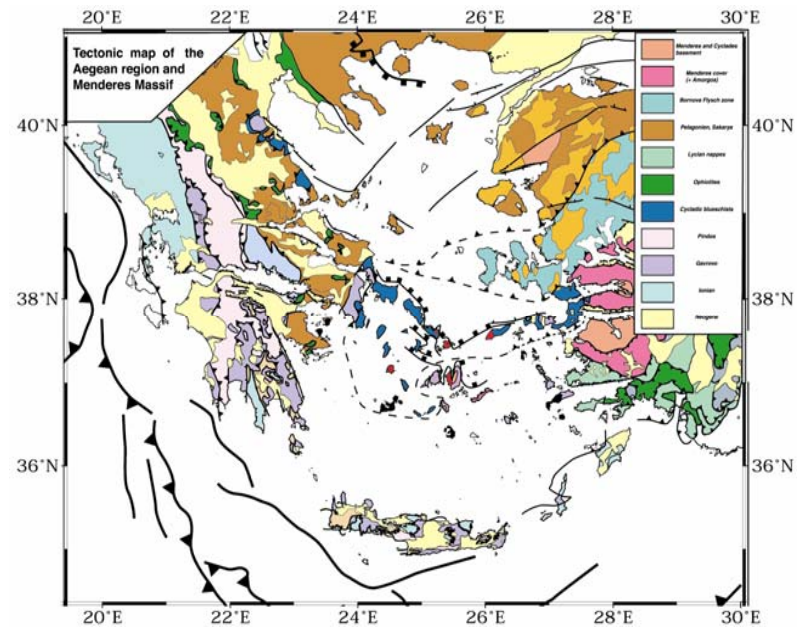 20°E 22°E 24°E 26°E 28°E 30°E
Tectonic map of the
Aegean region and
Menderes Massif
Menderes and Cyclades
basement
Menderes cover
(+ Amorgos)
Bornova Flysch zone
Pelagonien, Sakarya
Lycian nappes
Ophiolites
Cycladic blueschists
Pindos
Gavrovo
Ionian
Neogene
40°N 40°N
38°N 38°N
36°N 36°N
20°E 22°E 24°E 26°E 28°E 30°E